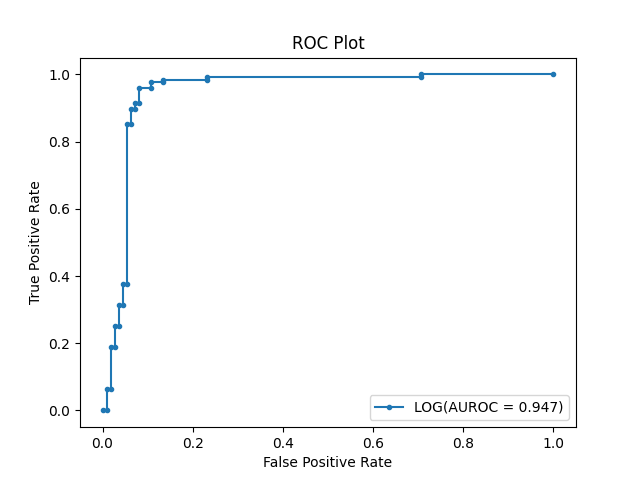 ROC Plot
True Positive Rate
1.0
0.8
0.6
0.4
0.2
0.0
0.0 0.2 0.4 0.6 0.8 1.0
False Positive Rate
LOG(AUROC = 0.947)